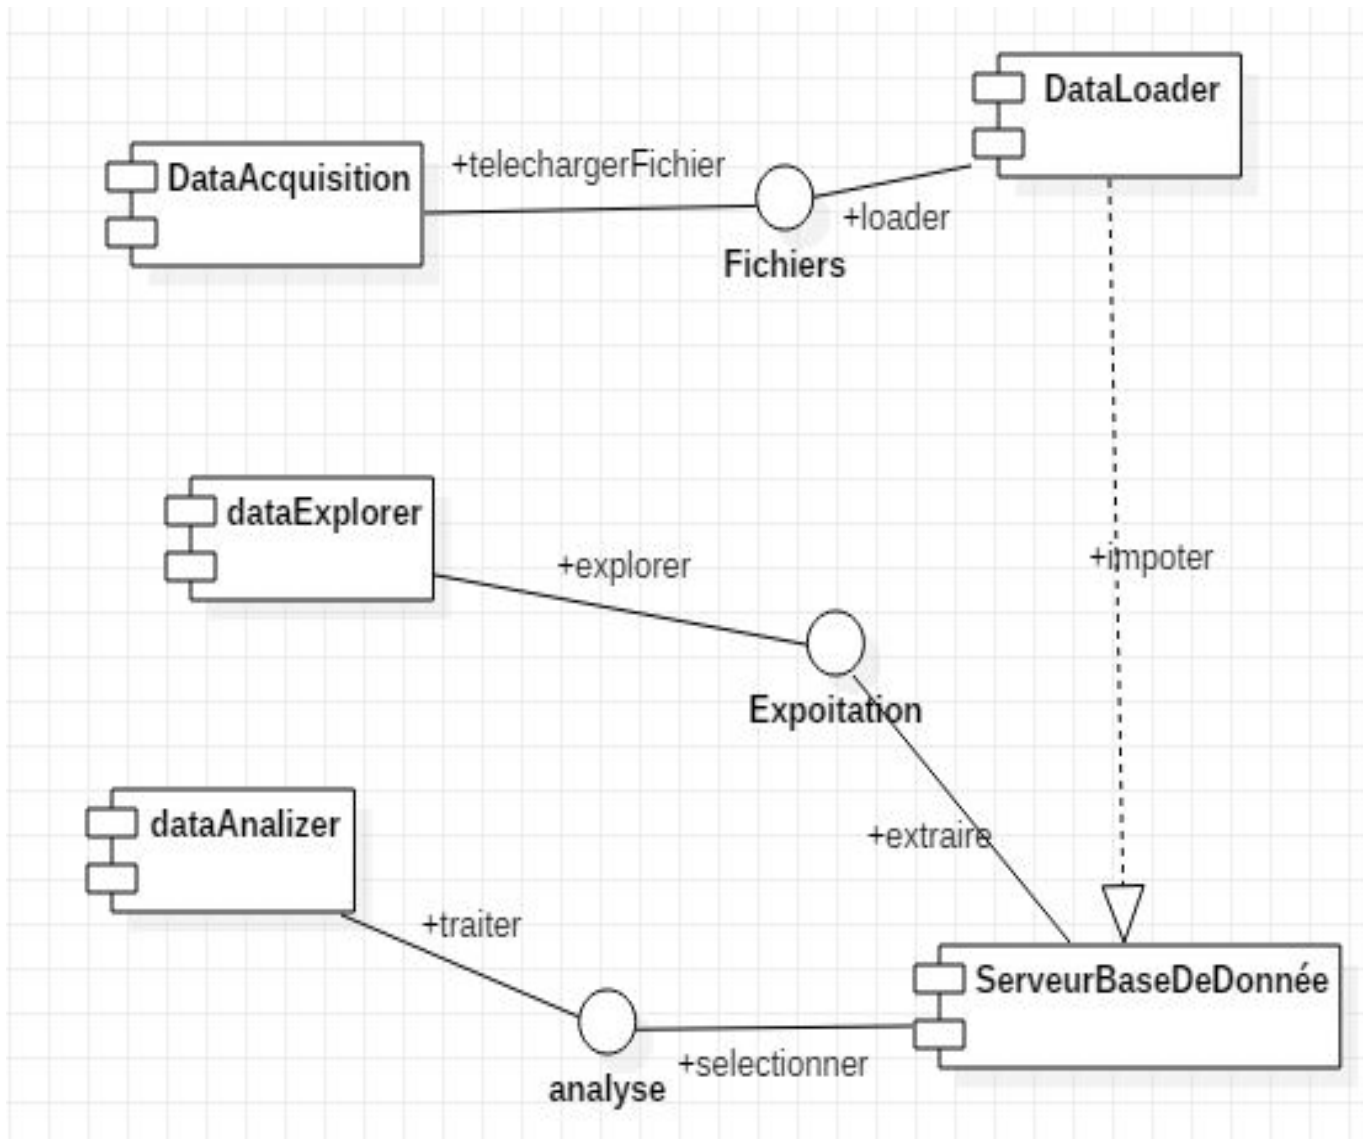 DataLoader
DataAcquisition
+telechargerFichier
+loader
Fichiers
dataExplorer
+explorer
+impoter
Expoitation
dataAnalizer
+extraire
+traiter
ServeurBaseDeDonnée
+selectionner
analyse